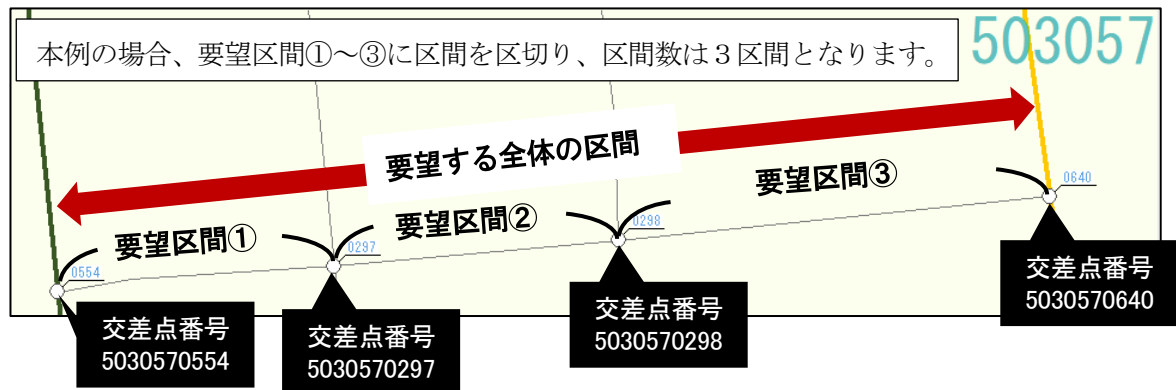 本例の場合、要望区間①～③に区間を区切り、区間数は３区間となります。
503057
要望する全体の区間
要望区間①
要望区間②
要望区間③
0554
0297
0298
0640
交差点番号
5030570554
交差点番号
5030570297
交差点番号
5030570298
交差点番号
5030570640